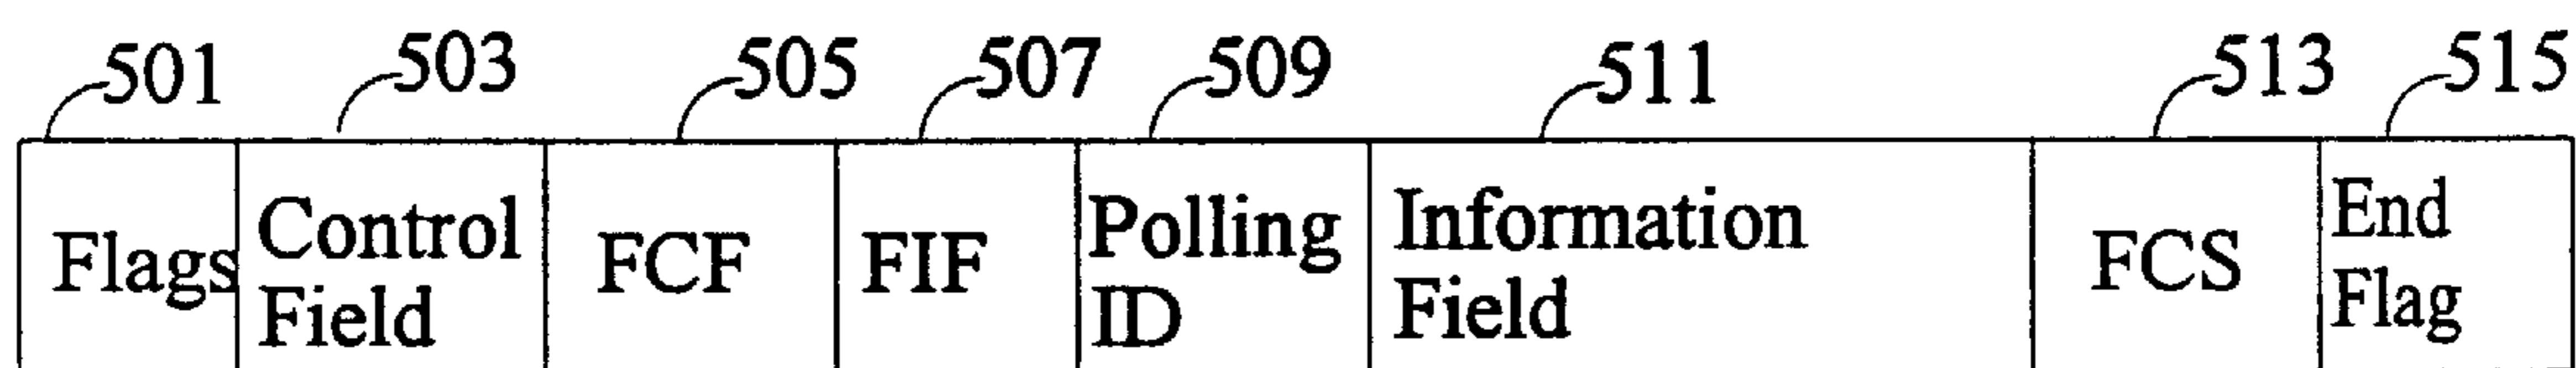 501 503 505 507 509 511 513 515
Flags Control Field FCF FIF Polling ID Information Field FCS End Flag